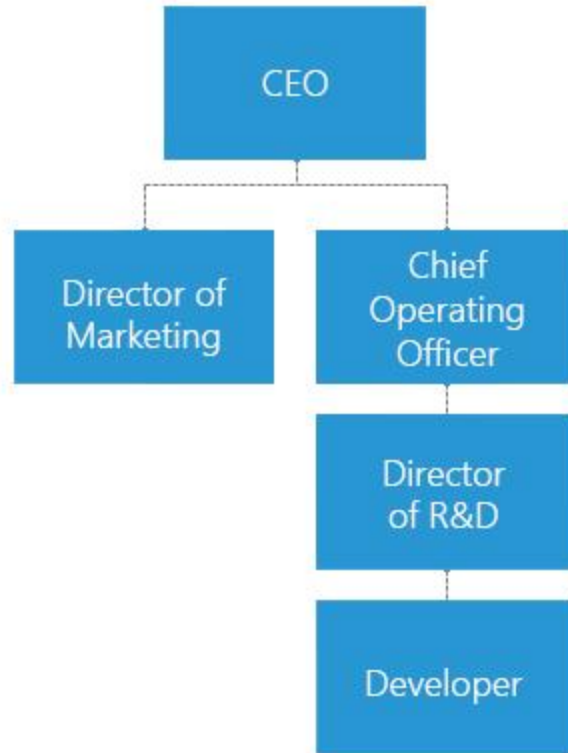 CEO
Director of
Marketing
Chief
Operating
Officer
Director
of R&D
Developer